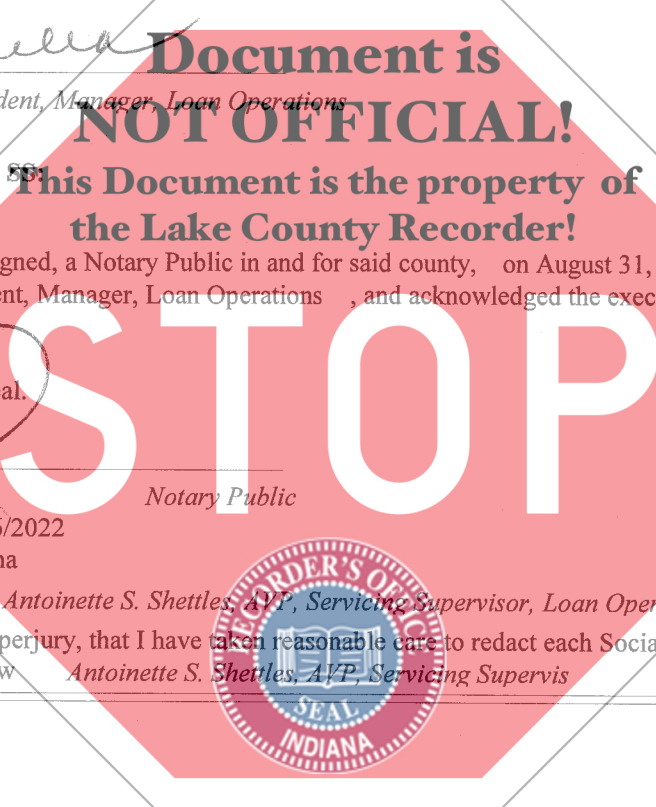 Document is
dent, Manager, Loan Operations
NOT OFFICIAL!
SS:
This Document is the property of
the Lake County Recorder!
gned, a Notary Public in and for said county, on August 31,
ent, Manager, Loan Operations , and acknowledged the exec
STOP
al.
Notary Public
/2022
na
Antoinette S. Shettles, AVP, Servicing Supervisor, Loan Oper
perjury, that I have taken reasonable care to redact each Socia
w Antoinette S. Shettles, AVP, Servicing Supervis
RECORDER'S OFFICE
SEAL
INDIANA